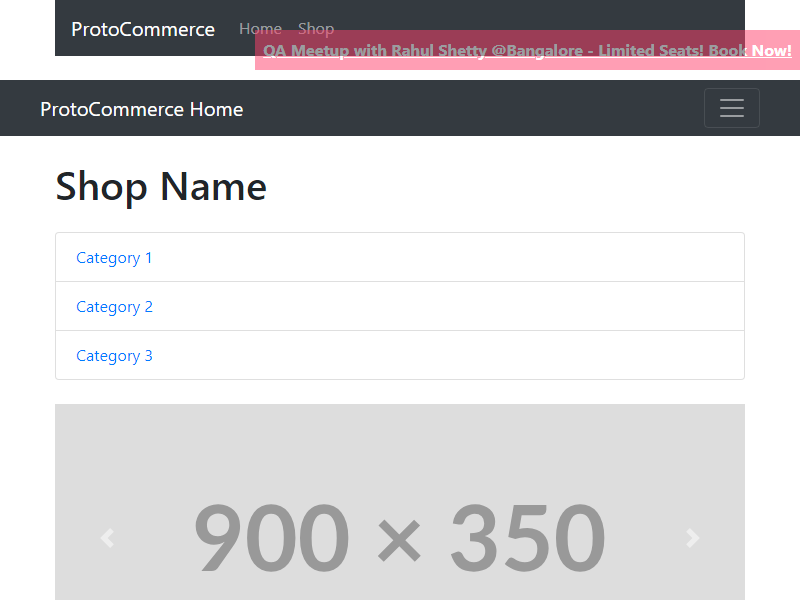 ProtoCommerce Home Shop
QA Meetup with Rahul Shetty @Bangalore - Limited Seats! Book Now!
ProtoCommerce Home
Shop Name
Category 1
Category 2
Category 3
900 × 350